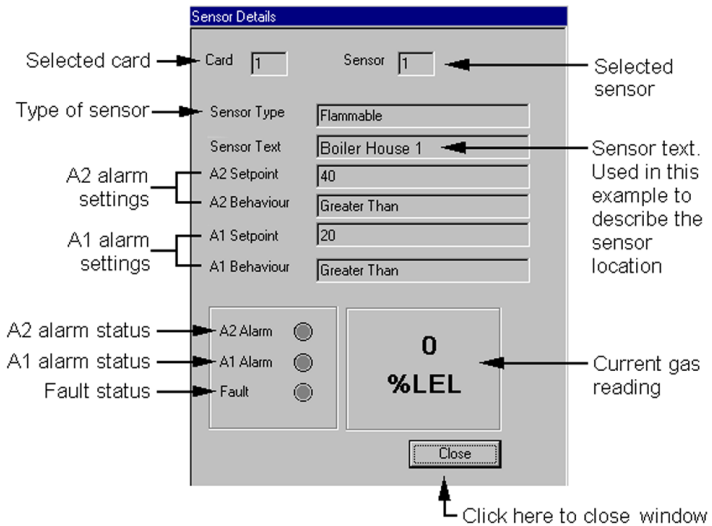 Sensor Details
Selected card
Card 1
Sensor 1
Selected
sensor
Type of sensor
Sensor Type Flammable
Sensor Text Boiler House 1
Sensor text.
Used in this
example to
describe the
sensor
location
A2 alarm
settings
A2 Setpoint 40
A2 Behaviour Greater Than
A1 alarm
settings
A1 Setpoint 20
A1 Behaviour Greater Than
A2 alarm status
A2 Alarm
A1 alarm status
A1 Alarm
Fault status
Fault
0
%LEL
Current gas
reading
Close
Click here to close window